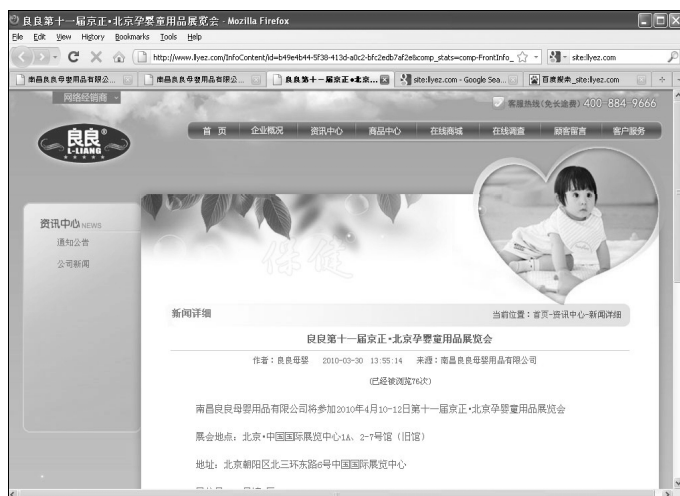 良良第十一届京正•北京孕婴童用品展览会 - Mozilla Firefox
File Edit View History Bookmarks Tools Help
http://www.llyez.com/InfoContent/id=b49e4b44-5f38-413d-a0c2-bfc2edb7af2e&comp_stats=comp-FrontInfo_
site:llyez.com
南昌良良母婴用品有限公...
南昌良良母婴用品有限公...
良良第十一届京正•北京...
site:llyez.com - Google Sea...
百度搜索_site:llyez.com
网络经销商
客服热线(免长途费) 400-884-9666
良良®
L-LIANG
首 页 企业概况 资讯中心 商品中心 在线商城 在线调查 顾客留言 客户服务
资讯中心 NEWS
通知公告
公司新闻
保健
新闻详细
当前位置：首页-资讯中心-新闻详细
良良第十一届京正•北京孕婴童用品展览会
作者：良良母婴 2010-03-30 13:55:14 来源：南昌良良母婴用品有限公司
(已经被浏览76次)
南昌良良母婴用品有限公司将参加2010年4月10-12日第十一届京正•北京孕婴童用品展览会
展会地点：北京•中国国际展览中心1A、2-7号馆（旧馆）
地址：北京朝阳区北三环东路6号中国国际展览中心